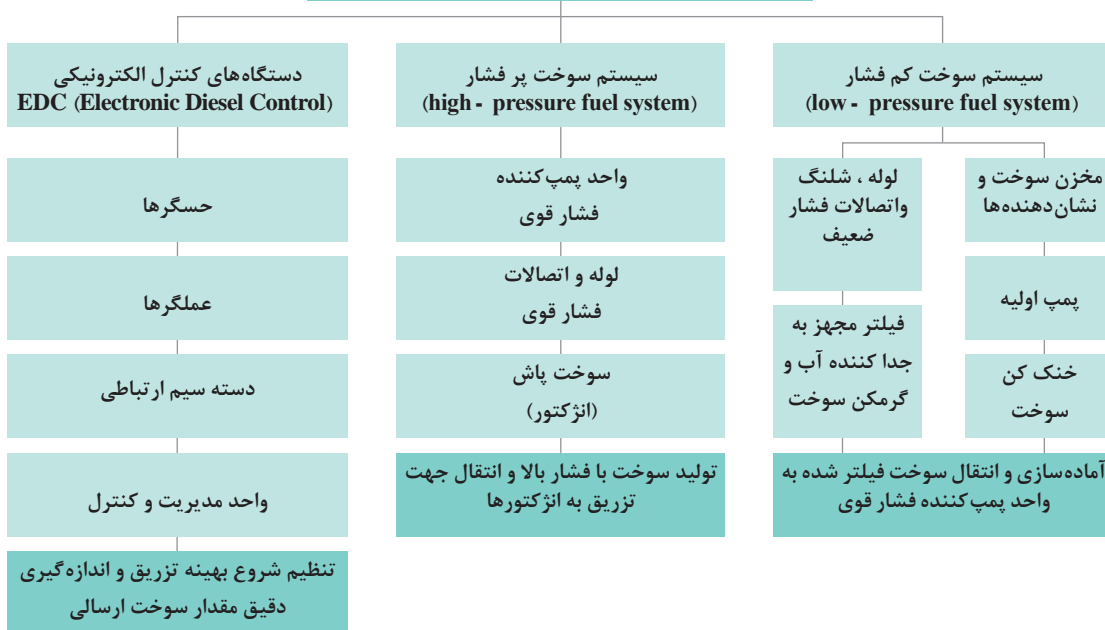 سیستم سوخت کم فشار
(low - pressure fuel system)
مخزن سوخت و
نشان‌دهنده‌ها
پمپ اولیه
خنک کن
سوخت
لوله ، شلنگ
واتصالات فشار
ضعیف
فیلتر مجهز به
جدا کننده آب و
گرمکن سوخت
آماده‌سازی و انتقال سوخت فیلتر شده به
واحد پمپ‌کننده فشار قوی
سیستم سوخت پر فشار
(high - pressure fuel system)
واحد پمپ‌کننده
فشار قوی
لوله و اتصالات
فشار قوی
سوخت پاش
(انژکتور)
تولید سوخت با فشار بالا و انتقال جهت
تزریق به انژکتورها
دستگاه‌های کنترل الکترونیکی
EDC (Electronic Diesel Control)
حسگرها
عملگرها
دسته سیم ارتباطی
واحد مدیریت و کنترل
تنظیم شروع بهینه تزریق و اندازه‌گیری
دقیق مقدار سوخت ارسالی